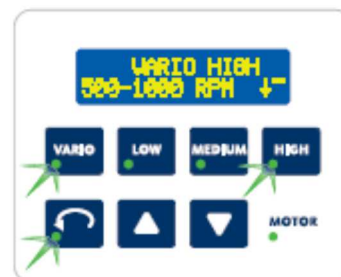 VARIO HIGH
500-1000 RPM ↓‾
VARIO LOW MEDIUM HIGH
MOTOR